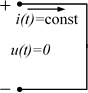 +
i(t)=const
u(t)=0
−